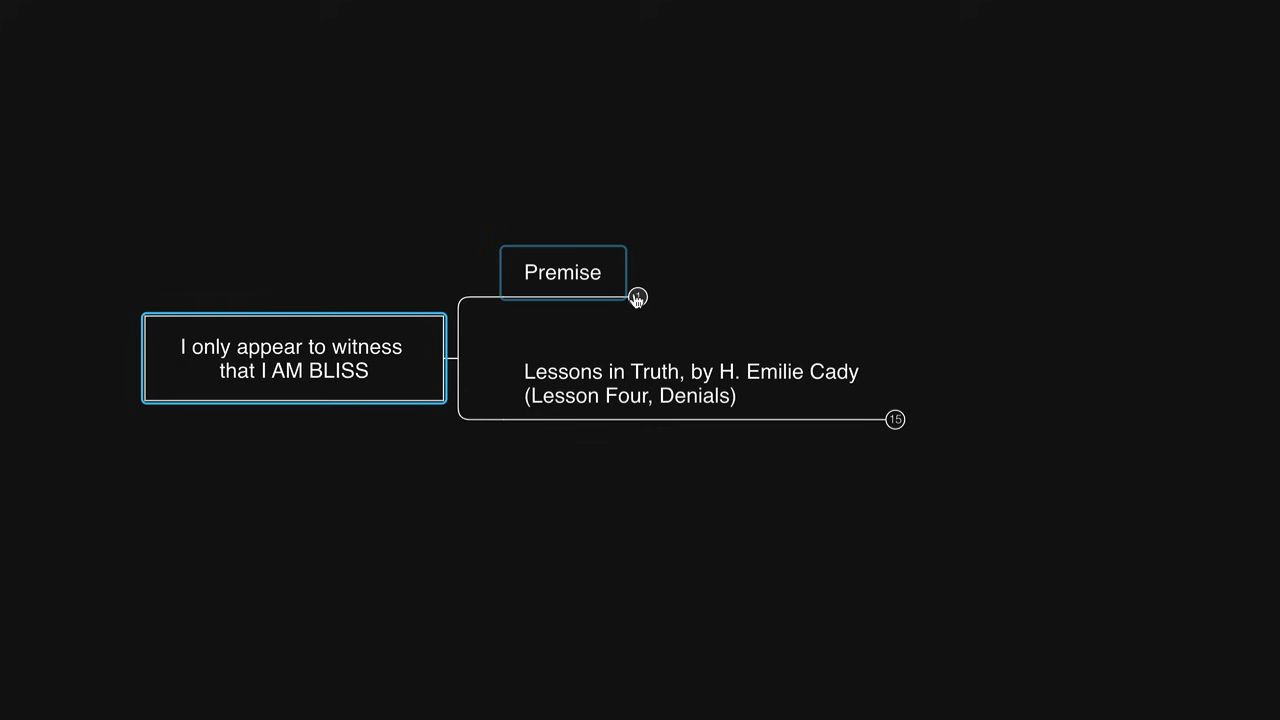 Premise
I only appear to witness
that I AM BLISS
Lessons in Truth, by H. Emilie Cady
(Lesson Four, Denials)
15